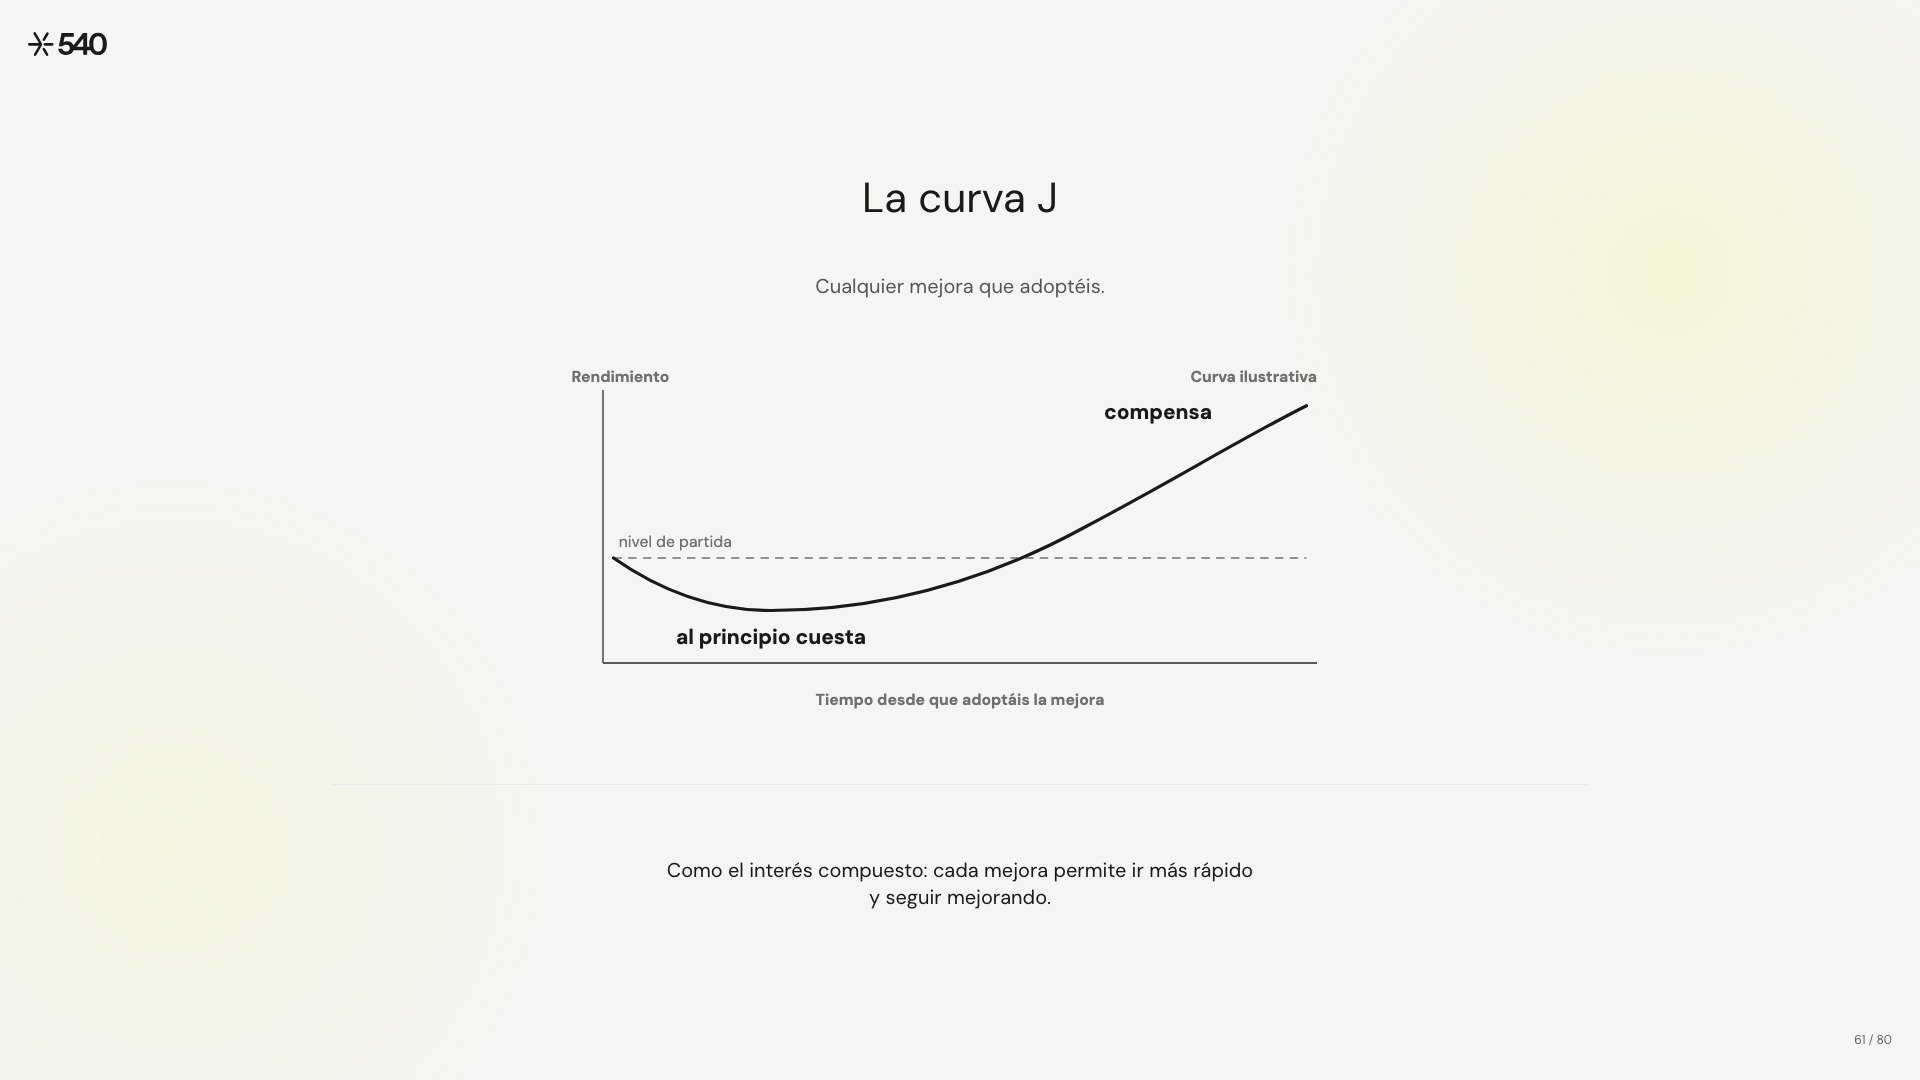 540
La curva J
Cualquier mejora que adoptéis.
Rendimiento
Curva ilustrativa
compensa
nivel de partida
al principio cuesta
Tiempo desde que adoptáis la mejora
Como el interés compuesto: cada mejora permite ir más rápido
y seguir mejorando.
61 / 80